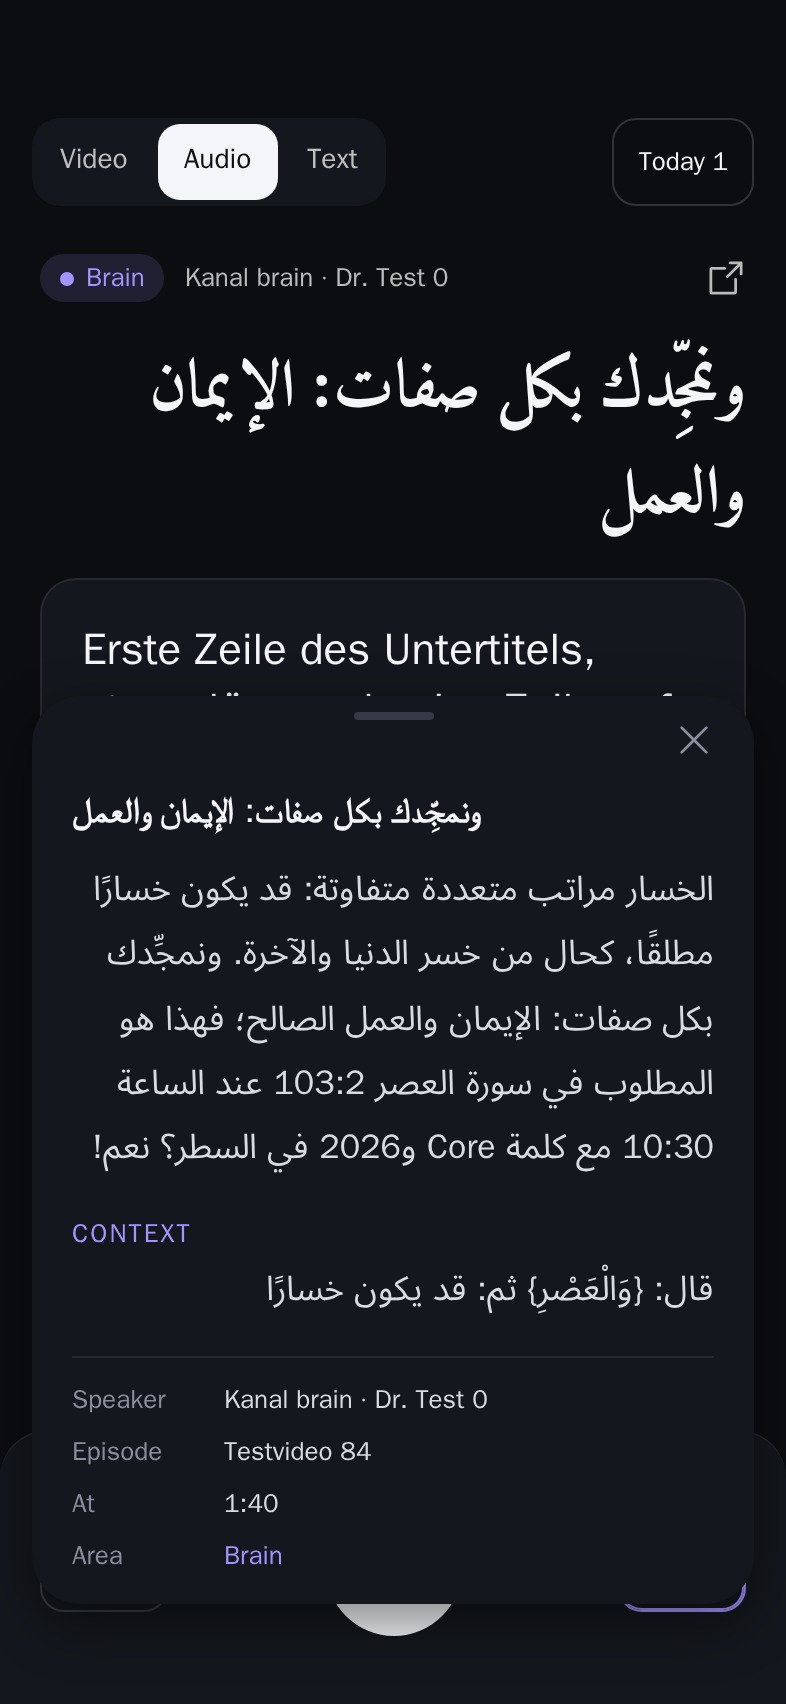 Video
Audio
Text
Today 1
Brain
Kanal brain · Dr. Test 0
ونمجِّدك بكل صفات: الإيمان
والعمل
Erste Zeile des Untertitels,
ونمجِّدك بكل صفات: الإيمان والعمل
الخسار مراتب متعددة متفاوتة: قد يكون خسارًا
مطلقًا، كحال من خسر الدنيا والآخرة. ونمجِّدك
بكل صفات: الإيمان والعمل الصالح؛ فهذا هو
المطلوب في سورة العصر 103:2 عند الساعة
10:30 مع كلمة Core و2026 في السطر؟ نعم!
CONTEXT
قال: {وَالْعَصْرِ} ثم: قد يكون خسارًا
Speaker
Kanal brain · Dr. Test 0
Episode
Testvideo 84
At
1:40
Area
Brain